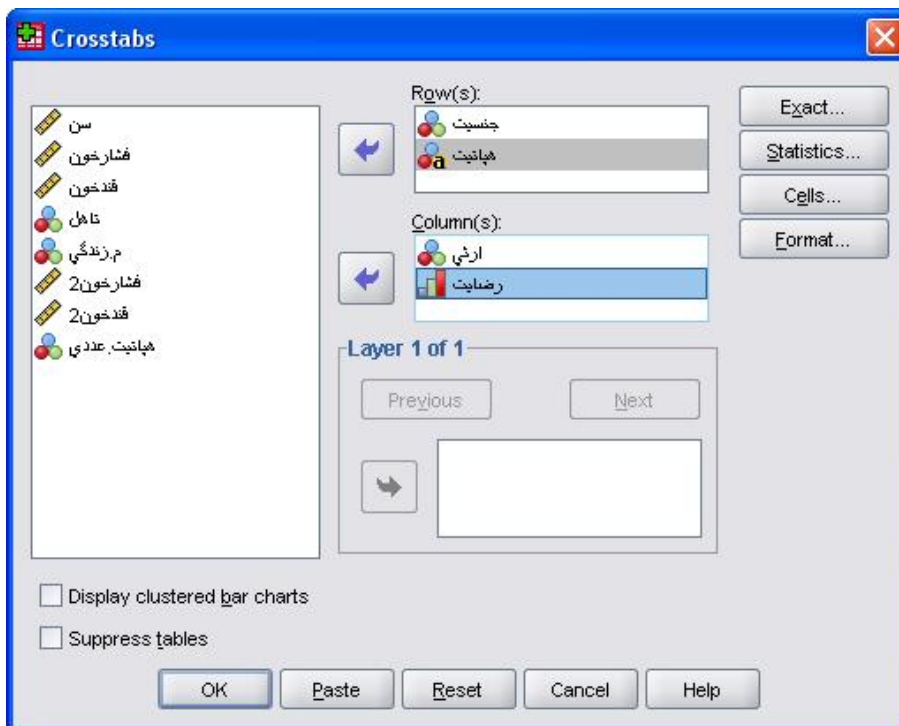 Crosstabs
سن
فشارخون
قندخون
تاهل
م.زندگي
فشارخون2
قندخون2
هپاتيت.عددي
Row(s):
جنسيت
هپاتيت
Column(s):
ارثي
رضايت
Layer 1 of 1
Previous
Next
Exact...
Statistics...
Cells...
Format...
Display clustered bar charts
Suppress tables
OK
Paste
Reset
Cancel
Help